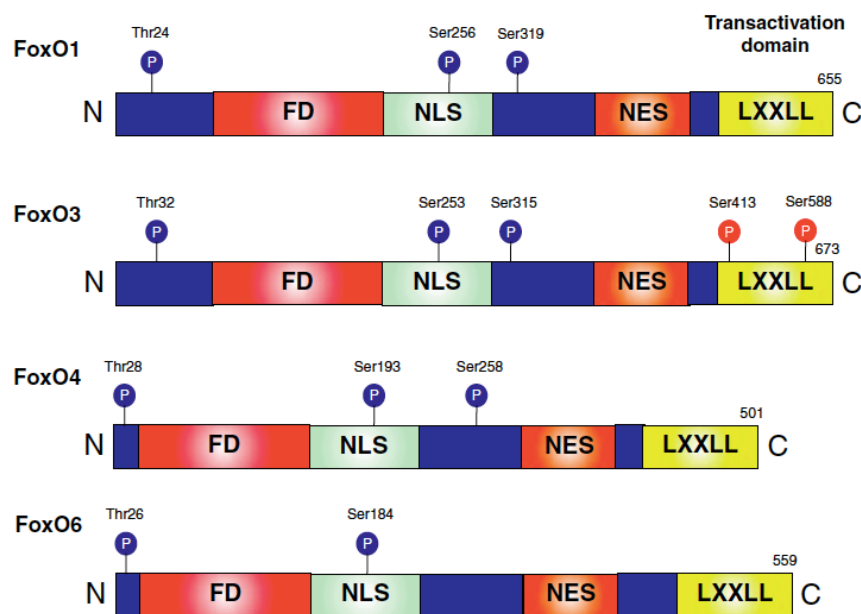 Transactivation
domain
FoxO1
Thr24
Ser256
Ser319
655
N
FD
NLS
NES
LXXLL
C
P
P
P
FoxO3
Thr32
Ser253
Ser315
Ser413
Ser588
P
P
P
P
P
673
N
FD
NLS
NES
LXXLL
C
FoxO4
Thr28
Ser193
Ser258
P
P
P
501
N
FD
NLS
NES
LXXLL
C
FoxO6
Thr26
Ser184
P
P
559
N
FD
NLS
NES
LXXLL
C